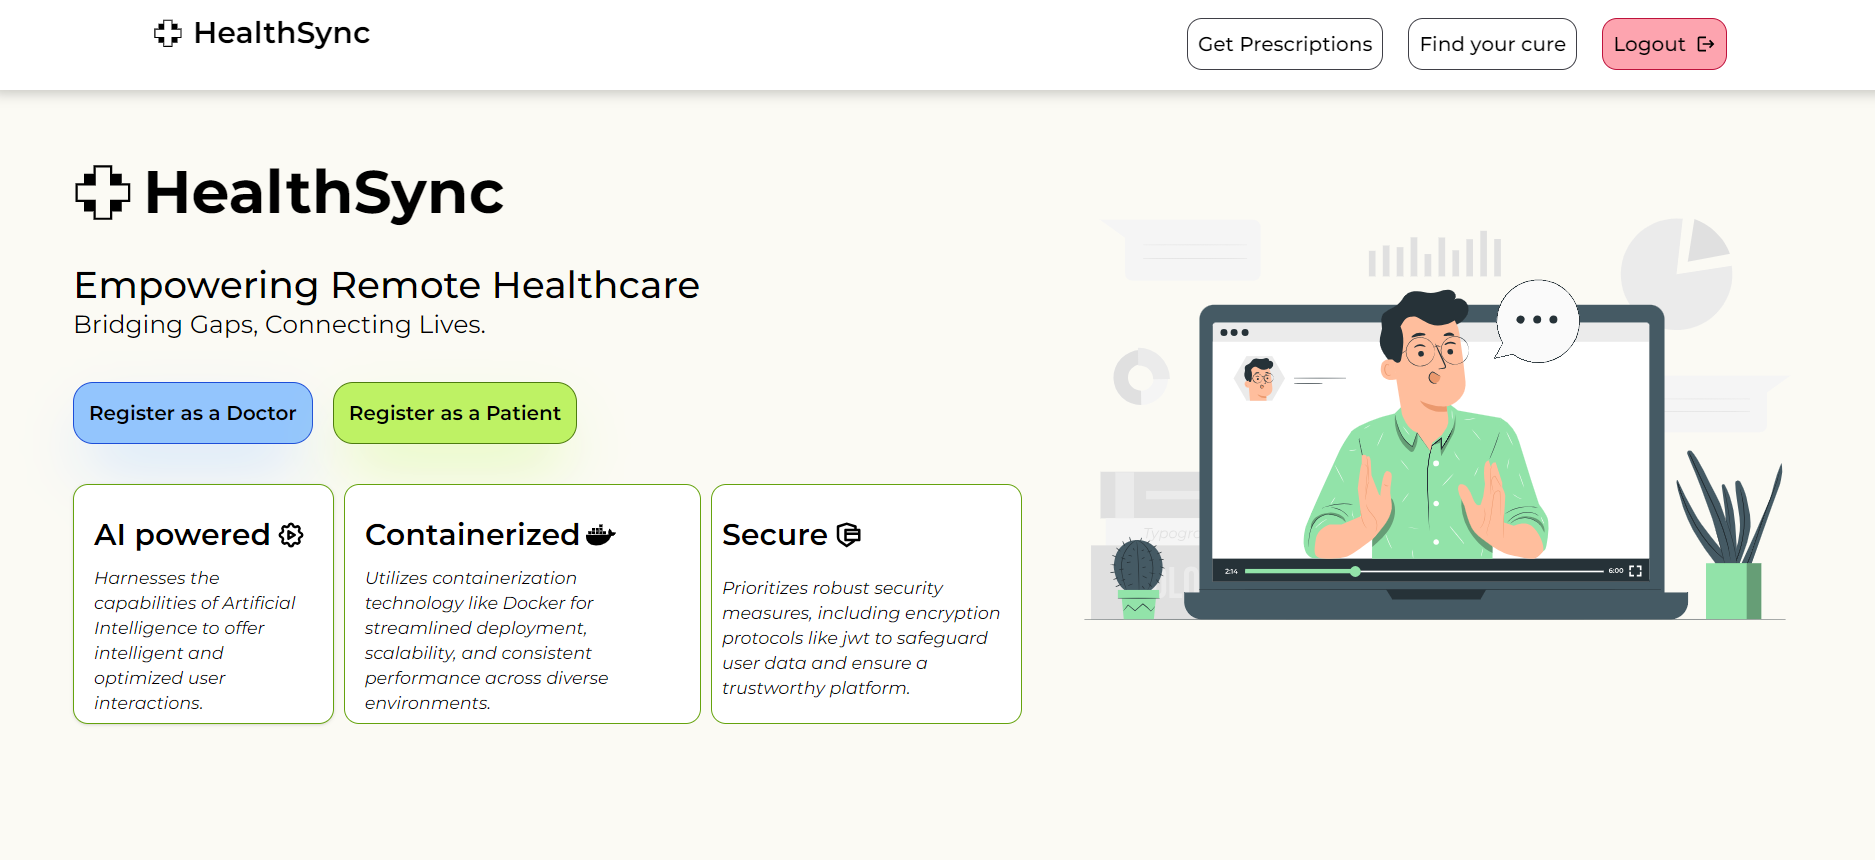 HealthSync
Get Prescriptions
Find your cure
Logout
HealthSync
Empowering Remote Healthcare
Bridging Gaps, Connecting Lives.
Register as a Doctor
Register as a Patient
AI powered
Harnesses the
capabilities of Artificial
Intelligence to offer
intelligent and
optimized user
interactions.
Containerized
Utilizes containerization
technology like Docker for
streamlined deployment,
scalability, and consistent
performance across diverse
environments.
Secure
Prioritizes robust security
measures, including encryption
protocols like jwt to safeguard
user data and ensure a
trustworthy platform.
2:14
6:00